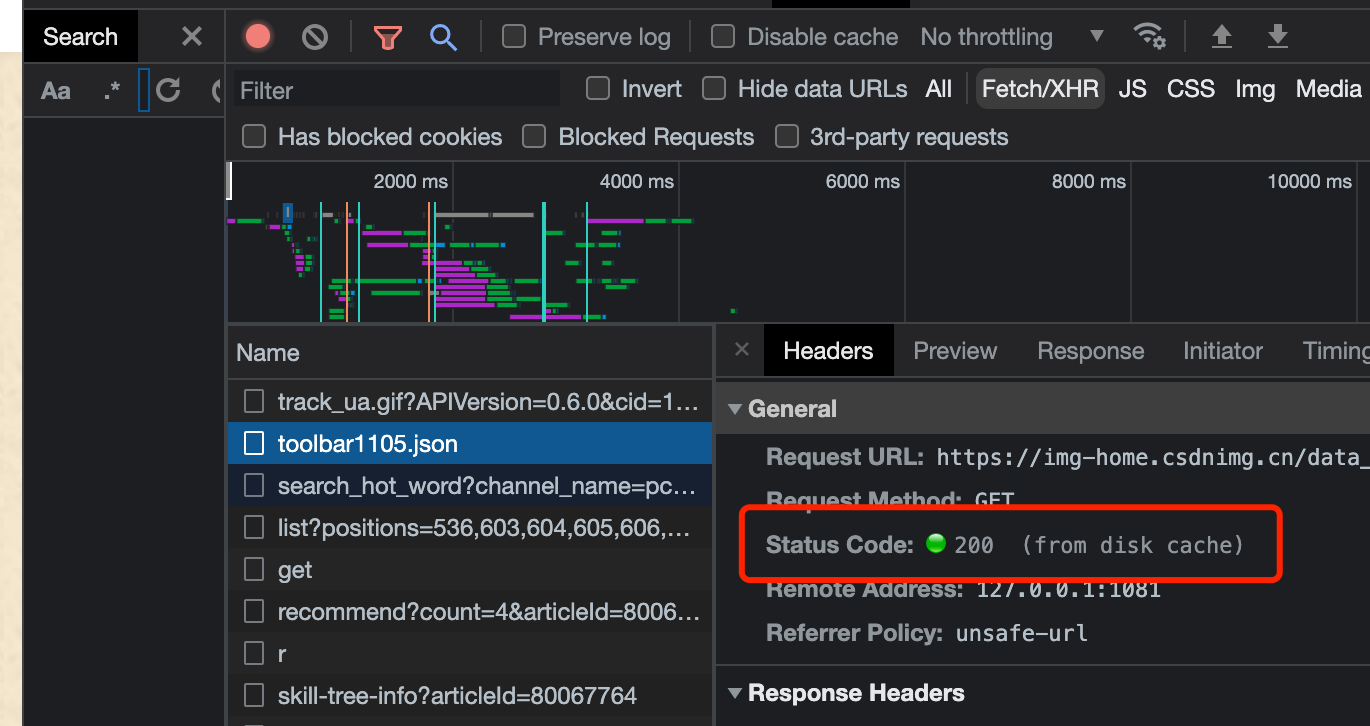 Search
Preserve log
Disable cache
No throttling
Aa
.*
Filter
Invert
Hide data URLs
All
Fetch/XHR
JS
CSS
Img
Media
Has blocked cookies
Blocked Requests
3rd-party requests
2000 ms
4000 ms
6000 ms
8000 ms
10000 ms
Name
track_ua.gif?APIVersion=0.6.0&cid=1...
toolbar1105.json
search_hot_word?channel_name=pc...
list?positions=536,603,604,605,606,...
get
recommend?count=4&articleId=8006...
r
skill-tree-info?articleId=80067764
Headers
Preview
Response
Initiator
Timing
General
Request URL: https://img-home.csdnimg.cn/data_
Request Method: GET
Status Code: 200 (from disk cache)
Remote Address: 127.0.0.1:1081
Referrer Policy: unsafe-url
Response Headers